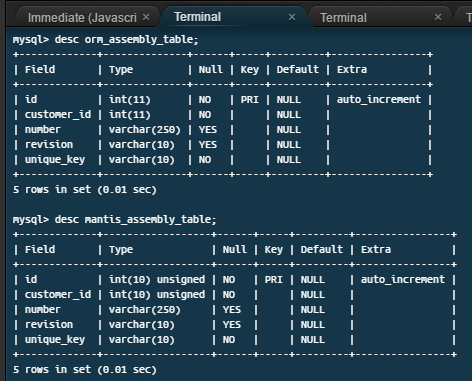 Immediate (Javascri × Terminal × Terminal ×
mysql> desc orm_assembly_table;
+-------------+--------------+------+-----+---------+----------------+
| Field       | Type         | Null | Key | Default | Extra          |
+-------------+--------------+------+-----+---------+----------------+
| id          | int(11)      | NO   | PRI | NULL    | auto_increment |
| customer_id | int(11)      | NO   |     | NULL    |                |
| number      | varchar(250) | YES  |     | NULL    |                |
| revision    | varchar(10)  | YES  |     | NULL    |                |
| unique_key  | varchar(10)  | NO   |     | NULL    |                |
+-------------+--------------+------+-----+---------+----------------+
5 rows in set (0.01 sec)
mysql> desc mantis_assembly_table;
+-------------+------------------+------+-----+---------+----------------+
| Field       | Type             | Null | Key | Default | Extra          |
+-------------+------------------+------+-----+---------+----------------+
| id          | int(10) unsigned | NO   | PRI | NULL    | auto_increment |
| customer_id | int(10) unsigned | NO   |     | NULL    |                |
| number      | varchar(250)     | YES  |     | NULL    |                |
| revision    | varchar(10)      | YES  |     | NULL    |                |
| unique_key  | varchar(10)      | NO   |     | NULL    |                |
+-------------+------------------+------+-----+---------+----------------+
5 rows in set (0.01 sec)